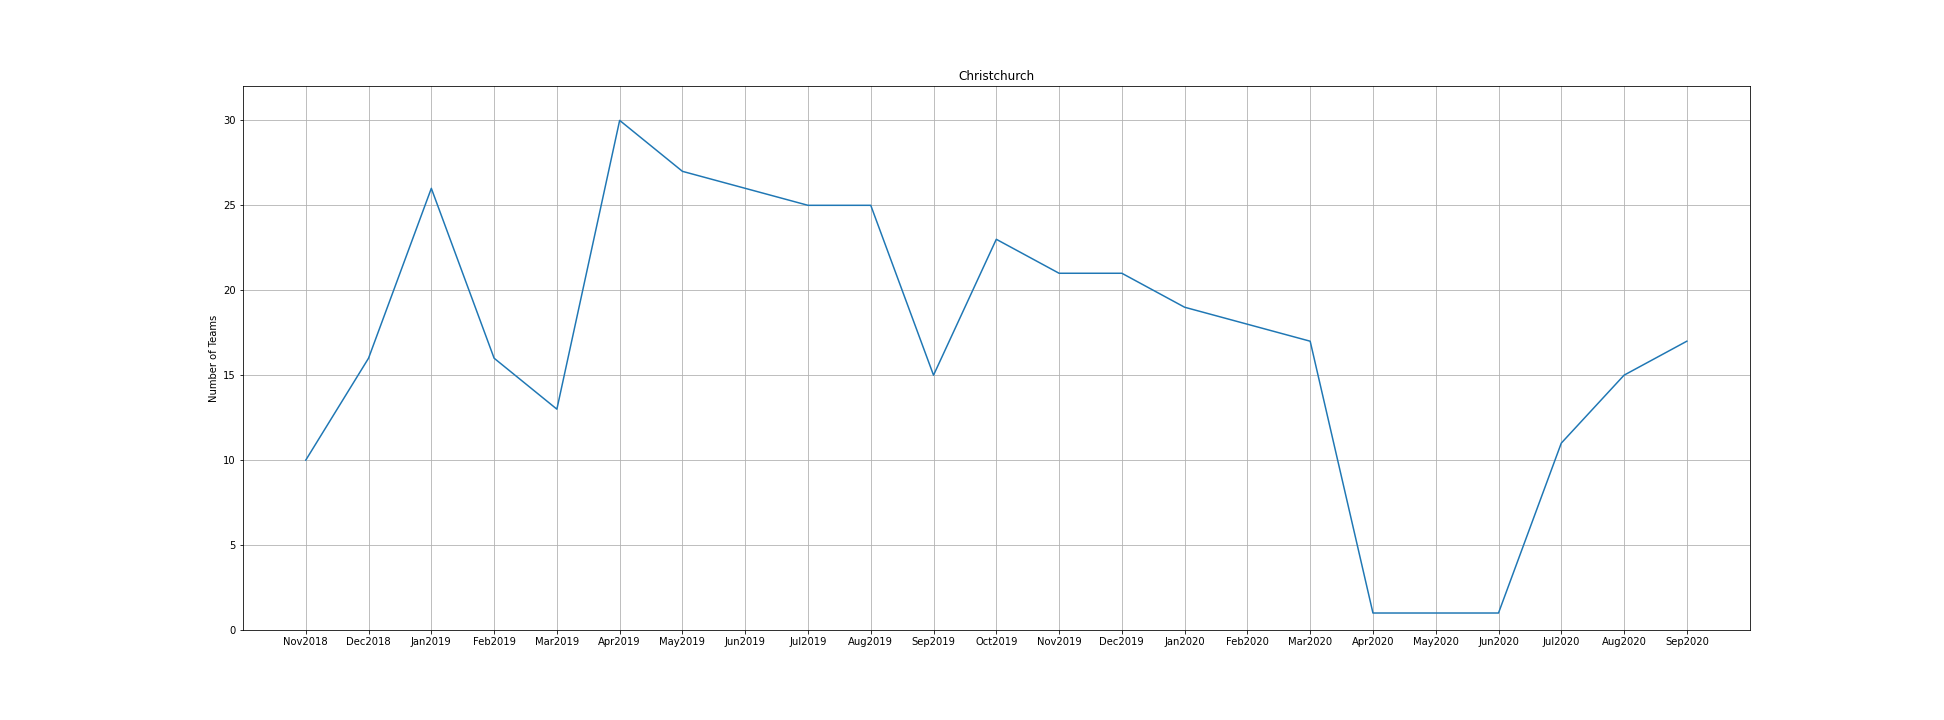 Christchurch
Number of Teams
30
25
20
15
10
5
0
Nov2018 Dec2018 Jan2019 Feb2019 Mar2019 Apr2019 May2019 Jun2019 Jul2019 Aug2019 Sep2019 Oct2019 Nov2019 Dec2019 Jan2020 Feb2020 Mar2020 Apr2020 May2020 Jun2020 Jul2020 Aug2020 Sep2020